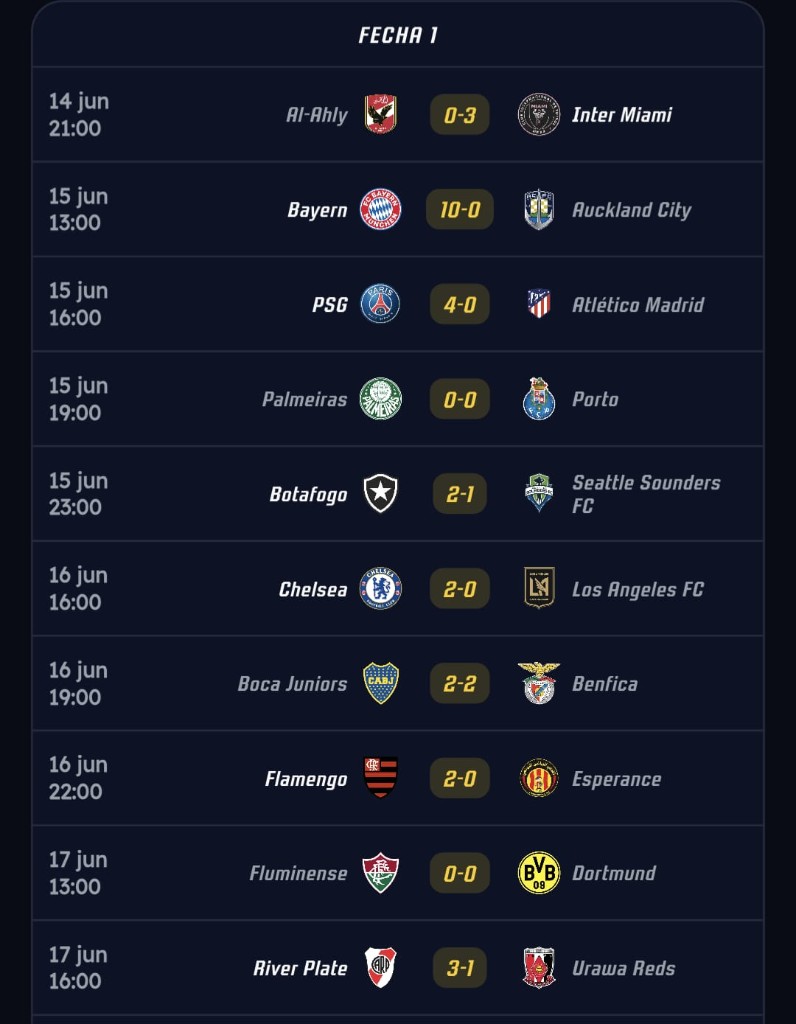 FECHA 1
14 jun
21:00
Al-Ahly 0-3 Inter Miami
15 jun
13:00
Bayern 10-0 Auckland City
15 jun
16:00
PSG 4-0 Atlético Madrid
15 jun
19:00
Palmeiras 0-0 Porto
15 jun
23:00
Botafogo 2-1 Seattle Sounders
FC
16 jun
16:00
Chelsea 2-0 Los Angeles FC
16 jun
19:00
Boca Juniors CABJ 2-2 Benfica
16 jun
22:00
Flamengo 2-0 Esperance
17 jun
13:00
Fluminense 0-0 BVB 09 Dortmund
17 jun
16:00
River Plate 3-1 Urawa Reds